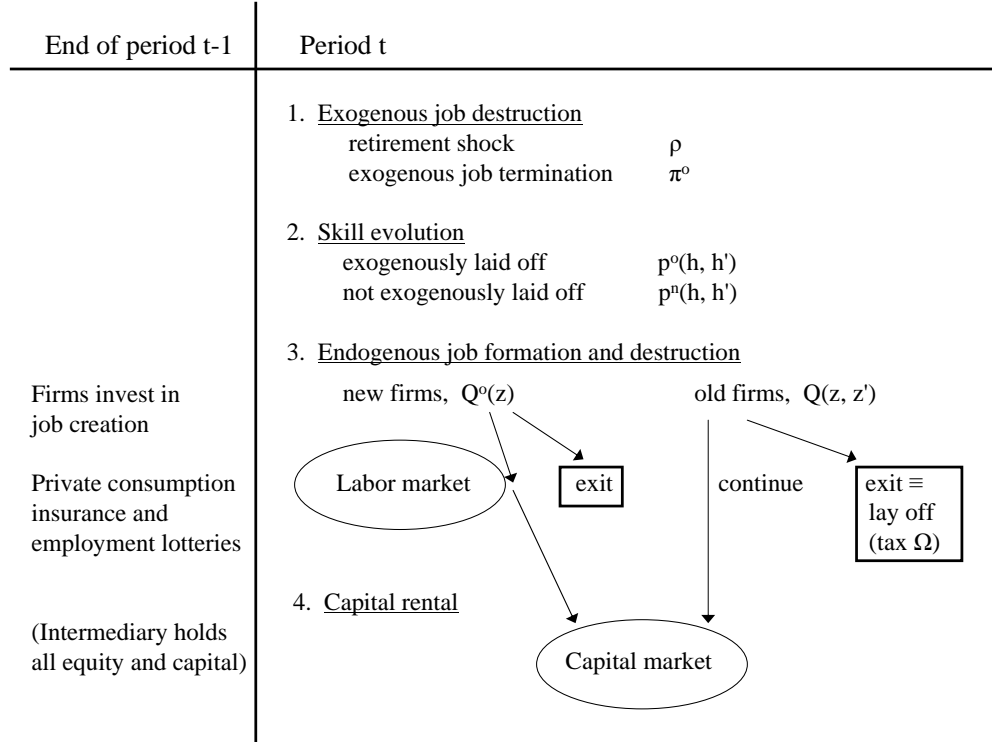 End of period t-1
Period t
1. Exogenous job destruction
retirement shock ρ
exogenous job termination πᵒ
2. Skill evolution
exogenously laid off pᵒ(h, h')
not exogenously laid off pⁿ(h, h')
3. Endogenous job formation and destruction
Firms invest in
job creation
new firms, Qᵒ(z)
old firms, Q(z, z')
Private consumption
insurance and
employment lotteries
Labor market
exit
continue
exit ≡
lay off
(tax Ω)
4. Capital rental
(Intermediary holds
all equity and capital)
Capital market